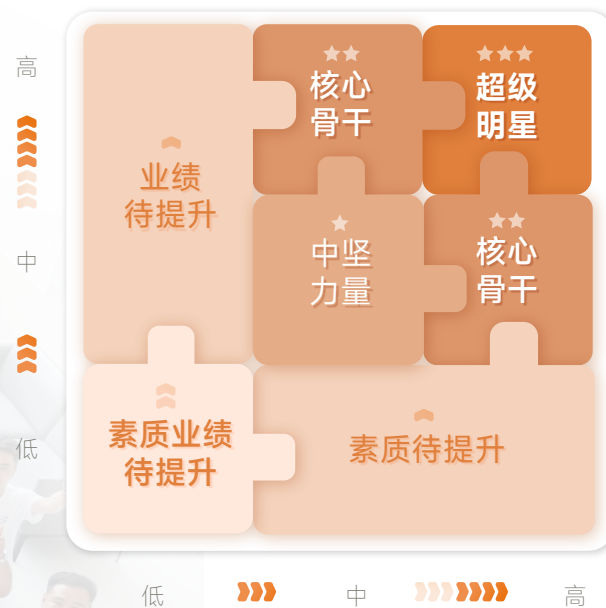 高
中
低
业绩
待提升
核心
骨干
超级
明星
中坚
力量
核心
骨干
素质业绩
待提升
素质待提升
低
中
高